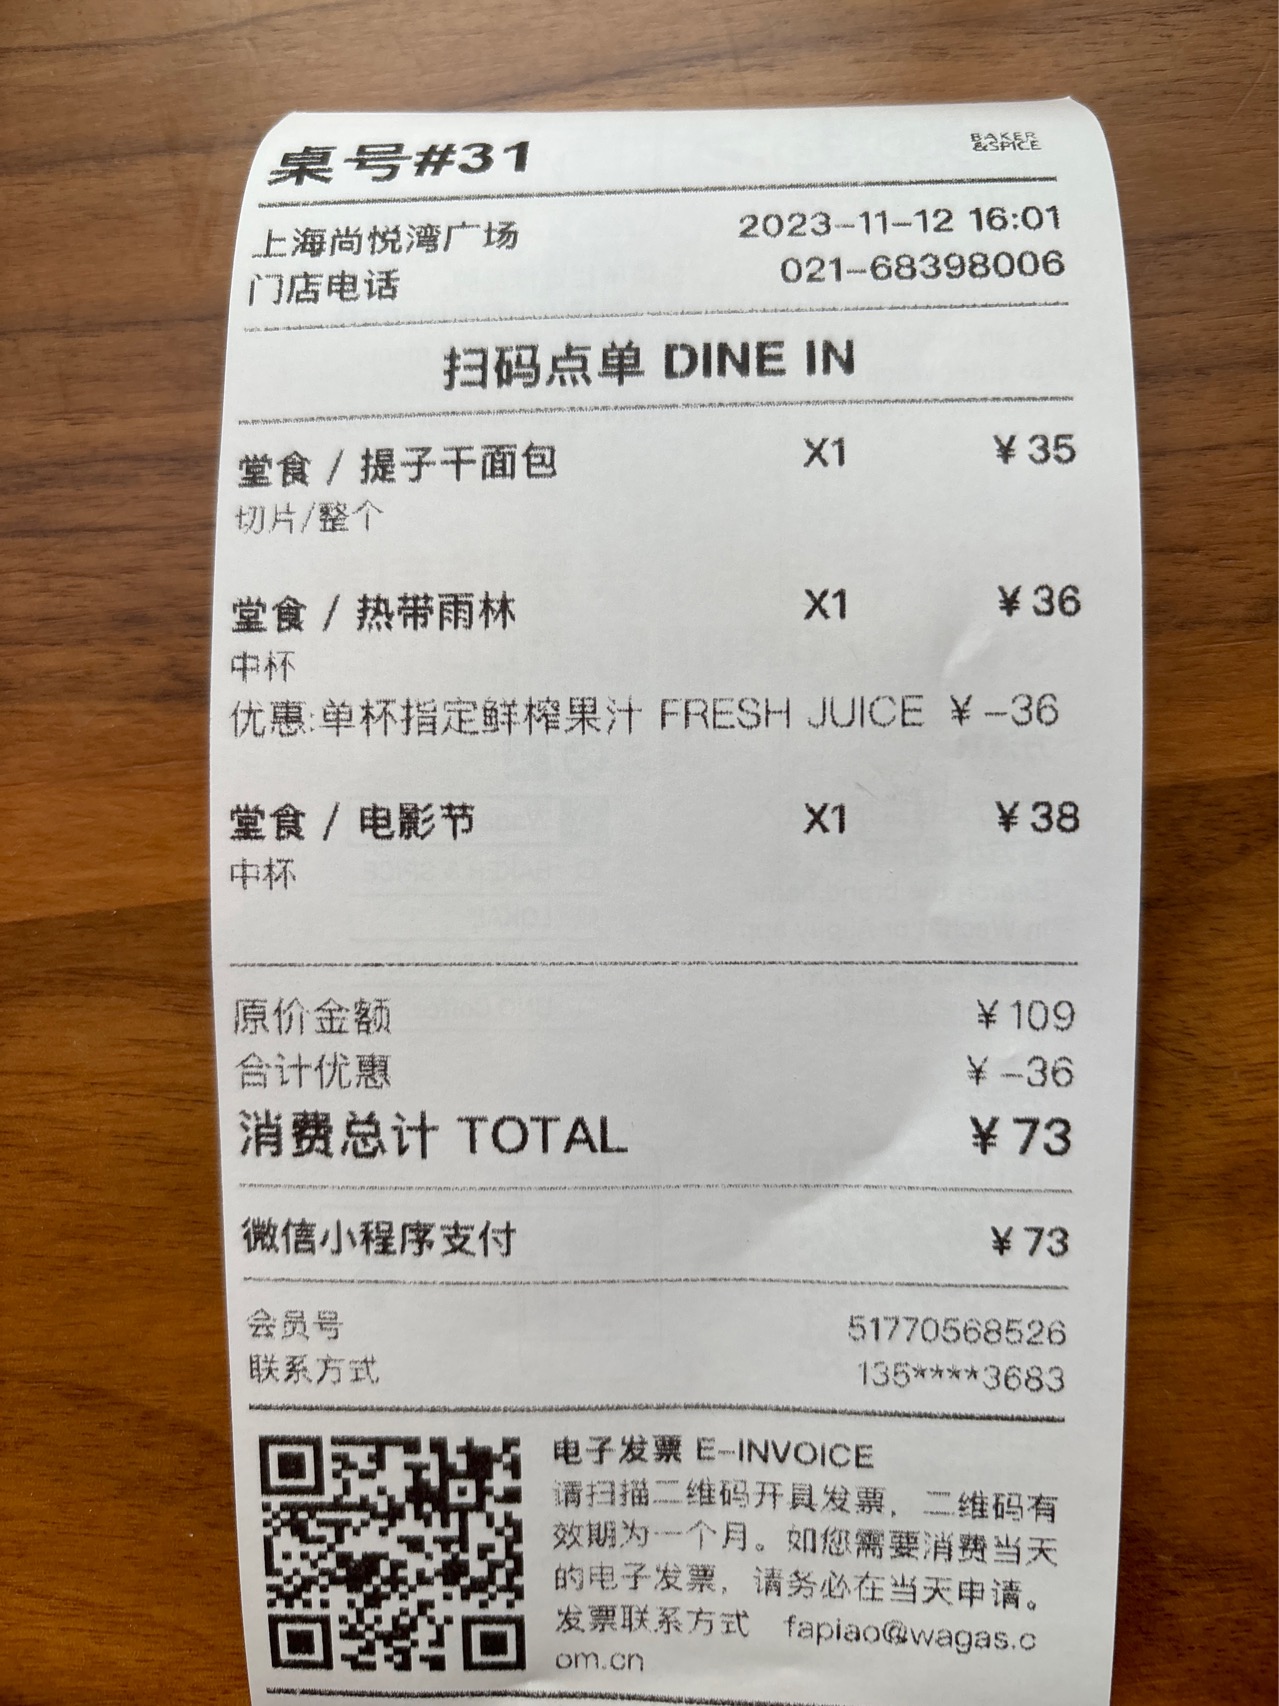 桌号#31
BAKER
&SPICE
上海尚悦湾广场 2023-11-12 16:01
门店电话 021-68398006
扫码点单 DINE IN
堂食 / 提子干面包 X1 ¥35
切片/整个
堂食 / 热带雨林 X1 ¥36
中杯
优惠:单杯指定鲜榨果汁 FRESH JUICE ¥-36
堂食 / 电影节 X1 ¥38
中杯
原价金额 ¥109
合计优惠 ¥-36
消费总计 TOTAL ¥73
微信小程序支付 ¥73
会员号 51770568526
联系方式 135****3683
电子发票 E-INVOICE
请扫描二维码开具发票，二维码有
效期为一个月。如您需要消费当天
的电子发票，请务必在当天申请。
发票联系方式 fapiao@wagas.c
om.cn